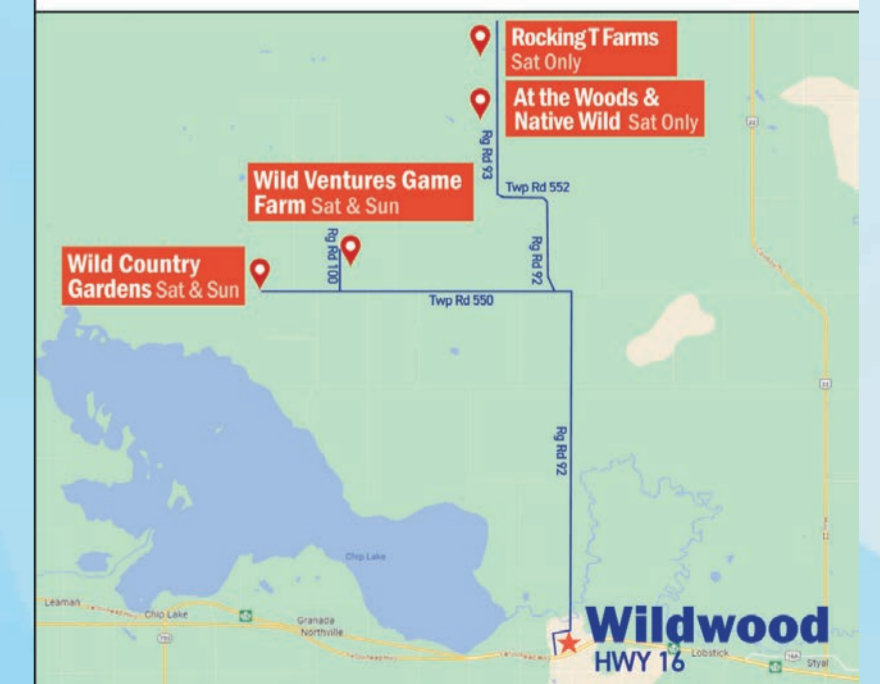 Rocking T Farms
Sat Only
At the Woods &
Native Wild Sat Only
Rg Rd 93
Twp Rd 552
Wild Ventures Game
Farm Sat & Sun
Rg Rd 100
Rg Rd 92
Wild Country
Gardens Sat & Sun
Twp Rd 550
Rg Rd 92
Chip Lake
Leaman
Chip Lake
Granada
Northville
Wildwood
HWY 16
Lobstick
16A
Styal